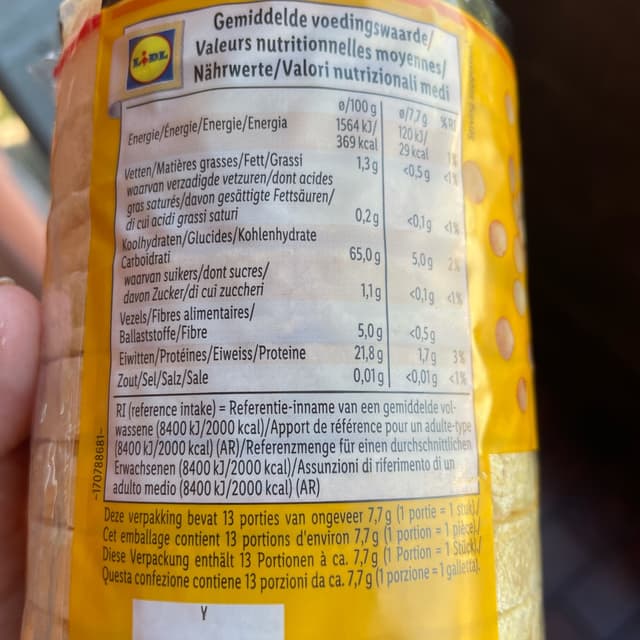 Gemiddelde voedingswaarde/
Valeurs nutritionnelles moyennes/
Nährwerte/Valori nutrizionali medi
LIDL
ø/100 g ø/7,7 g %RI
Energie/Énergie/Energie/Energia 1564 kJ/ 120 kJ/
369 kcal 29 kcal 1%
Vetten/Matières grasses/Fett/Grassi 1,3 g <0,5 g <1%
waarvan verzadigde vetzuren/dont acides
gras saturés/davon gesättigte Fettsäuren/
di cui acidi grassi saturi 0,2 g <0,1 g <1%
Koolhydraten/Glucides/Kohlenhydrate
Carboidrati 65,0 g 5,0 g 2%
waarvan suikers/dont sucres/
davon Zucker/di cui zuccheri 1,1 g <0,1 g <1%
Vezels/Fibres alimentaires/
Ballaststoffe/Fibre 5,0 g <0,5 g
Eiwitten/Protéines/Eiweiss/Proteine 21,8 g 1,7 g 3%
Zout/Sel/Salz/Sale 0,01 g <0,01 g <1%
RI (reference intake) = Referentie-inname van een gemiddelde vol-
wassene (8400 kJ/2000 kcal)/Apport de référence pour un adulte-type
(8400 kJ/2000 kcal) (AR)/Referenzmenge für einen durchschnittlichen
Erwachsenen (8400 kJ/2000 kcal)/Assunzioni di riferimento di un
adulto medio (8400 kJ/2000 kcal) (AR)
-170788681-
Deze verpakking bevat 13 porties van ongeveer 7,7 g (1 portie = 1 stuk)/
Cet emballage contient 13 portions d'environ 7,7 g (1 portion = 1 pièce)/
Diese Verpackung enthält 13 Portionen à ca. 7,7 g (1 Portion = 1 Stück)/
Questa confezione contiene 13 porzioni da ca. 7,7 g (1 porzione = 1 galletta).
Y